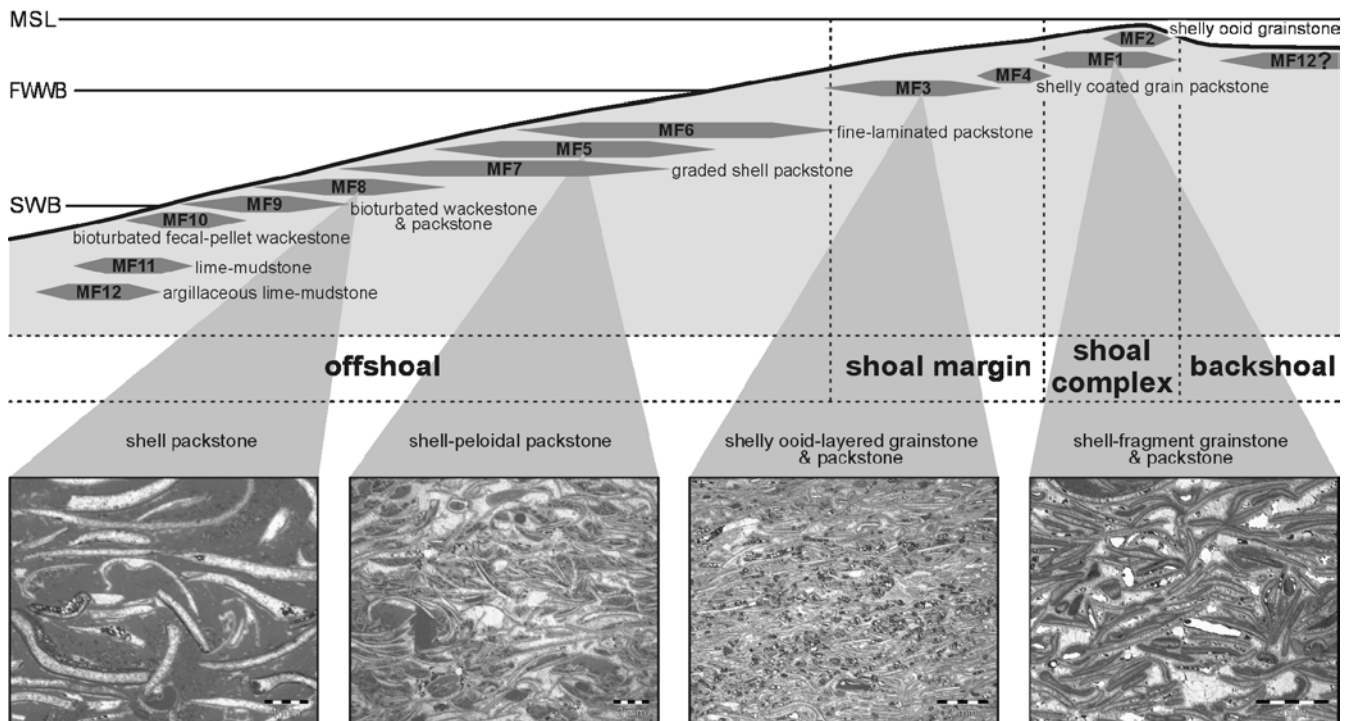 MSL
shelly ooid grainstone
MF2
MF1
MF12?
MF4
shelly coated grain packstone
FWWB
MF3
MF6
fine-laminated packstone
MF5
MF7
graded shell packstone
MF8
SWB
MF9
bioturbated wackestone
& packstone
MF10
bioturbated fecal-pellet wackestone
MF11
lime-mudstone
MF12
argillaceous lime-mudstone
offshoal
shoal margin
shoal
complex
backshoal
shell packstone
shell-peloidal packstone
shelly ooid-layered grainstone
& packstone
shell-fragment grainstone
& packstone